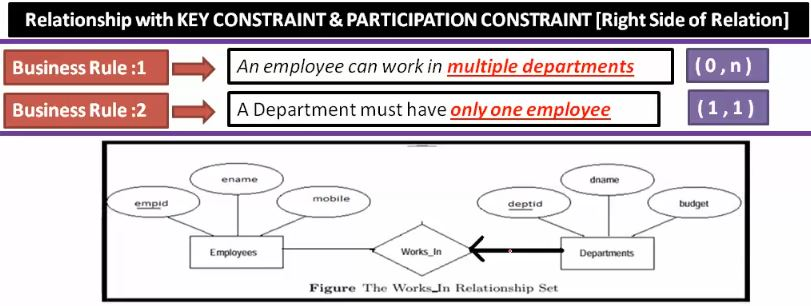 Relationship with KEY CONSTRAINT & PARTICIPATION CONSTRAINT [Right Side of Relation]
Business Rule :1
An employee can work in multiple departments
(0,n)
Business Rule :2
A Department must have only one employee
(1,1)
ename
dname
empid
mobile
deptid
budget
Employees
Works_In
Departments
Figure The Works_In Relationship Set